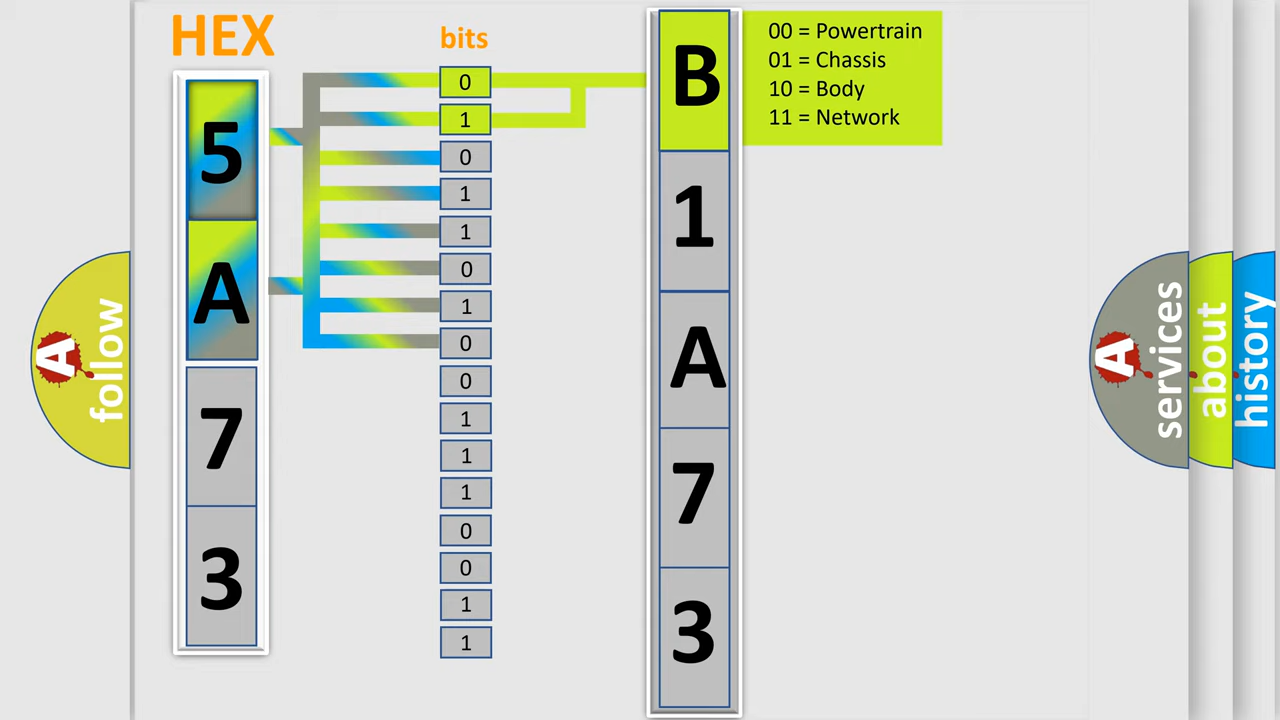 HEX
bits
5
A
7
3
0
1
0
1
1
0
1
0
0
1
1
1
0
0
1
1
B
1
A
7
3
00 = Powertrain
01 = Chassis
10 = Body
11 = Network
A
follow
A
services
about
history